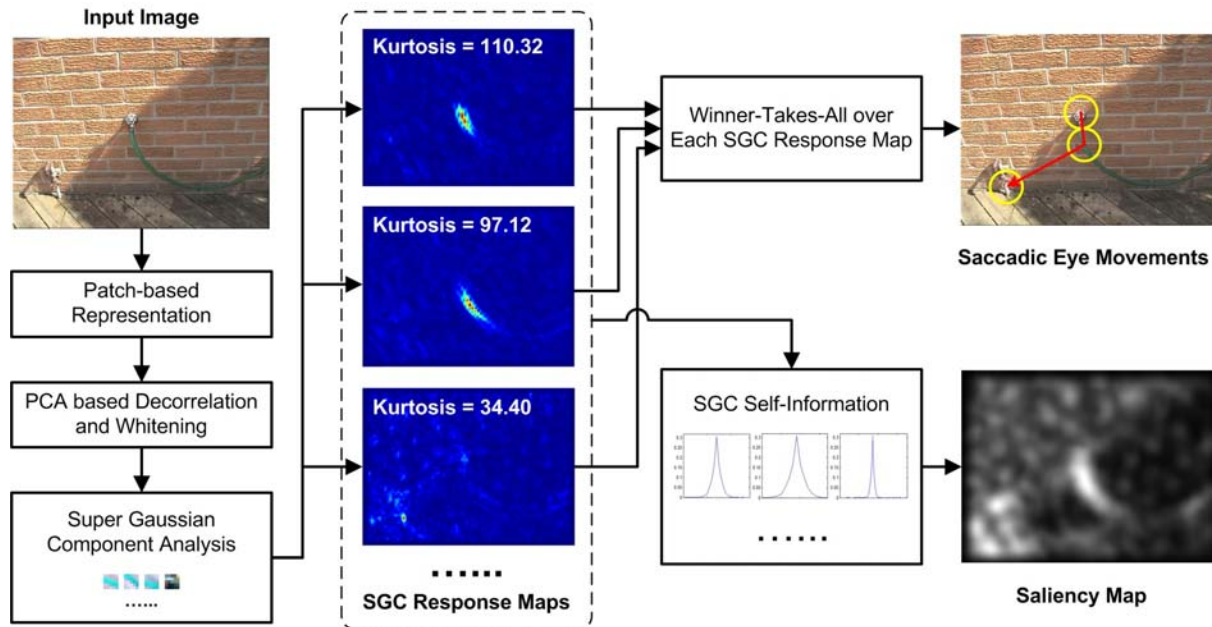 Input Image
Patch-based
Representation
PCA based Decorrelation
and Whitening
Super Gaussian
Component Analysis
......
Kurtosis = 110.32
Kurtosis = 97.12
Kurtosis = 34.40
......
SGC Response Maps
Winner-Takes-All over
Each SGC Response Map
Saccadic Eye Movements
SGC Self-Information
......
Saliency Map